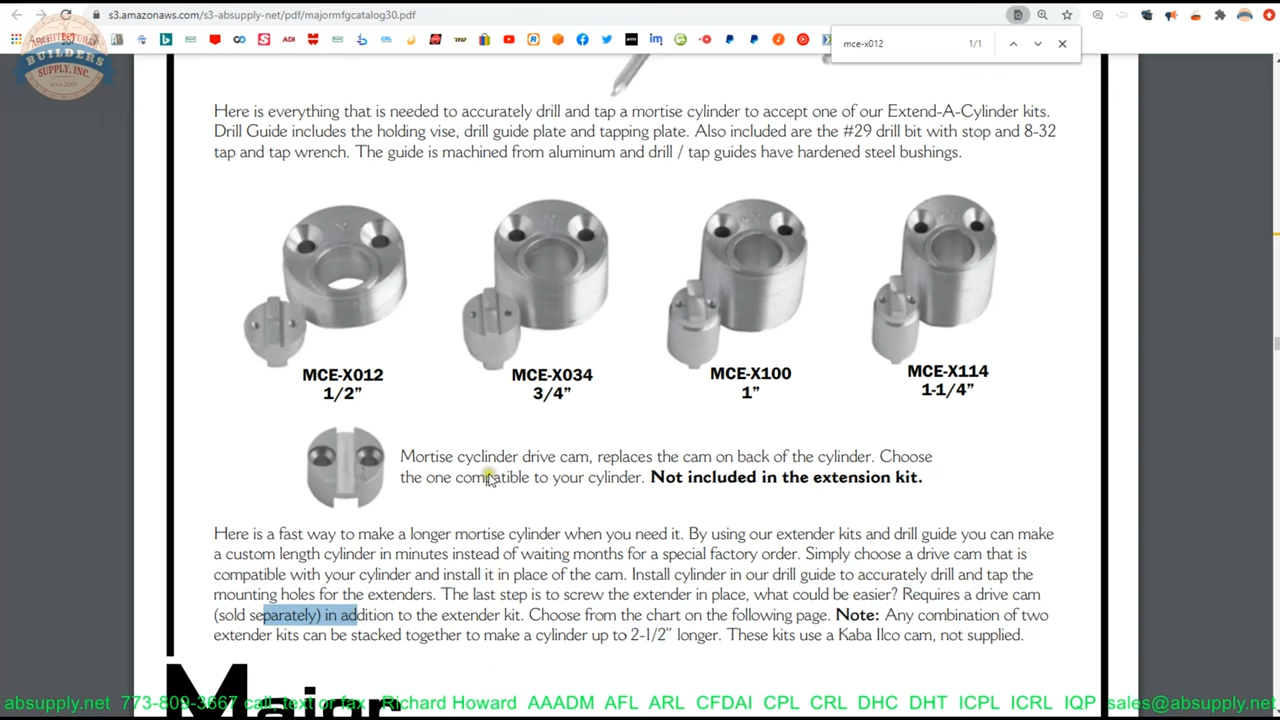 s3.amazonaws.com/s3-absupply-net/pdf/majormfgcatalog30.pdf
mce-x012
1/1
ARCHITECTURAL
BUILDERS
SUPPLY, INC.
since 2001
Here is everything that is needed to accurately drill and tap a mortise cylinder to accept one of our Extend-A-Cylinder kits.
Drill Guide includes the holding vise, drill guide plate and tapping plate. Also included are the #29 drill bit with stop and 8-32
tap and tap wrench. The guide is machined from aluminum and drill / tap guides have hardened steel bushings.
MCE-X012
1/2”
MCE-X034
3/4”
MCE-X100
1”
MCE-X114
1-1/4”
Mortise cyclinder drive cam, replaces the cam on back of the cylinder. Choose
the one compatible to your cylinder. Not included in the extension kit.
Here is a fast way to make a longer mortise cylinder when you need it. By using our extender kits and drill guide you can make
a custom length cylinder in minutes instead of waiting months for a special factory order. Simply choose a drive cam that is
compatible with your cylinder and install it in place of the cam. Install cylinder in our drill guide to accurately drill and tap the
mounting holes for the extenders. The last step is to screw the extender in place, what could be easier? Requires a drive cam
(sold separately) in addition to the extender kit. Choose from the chart on the following page. Note: Any combination of two
extender kits can be stacked together to make a cylinder up to 2-1/2” longer. These kits use a Kaba Ilco cam, not supplied.
Major
absupply.net 773-809-3667 call, text or fax Richard Howard AAADM AFL ARL CFDAI CPL CRL DHC DHT ICPL ICRL IQP sales@absupply.net